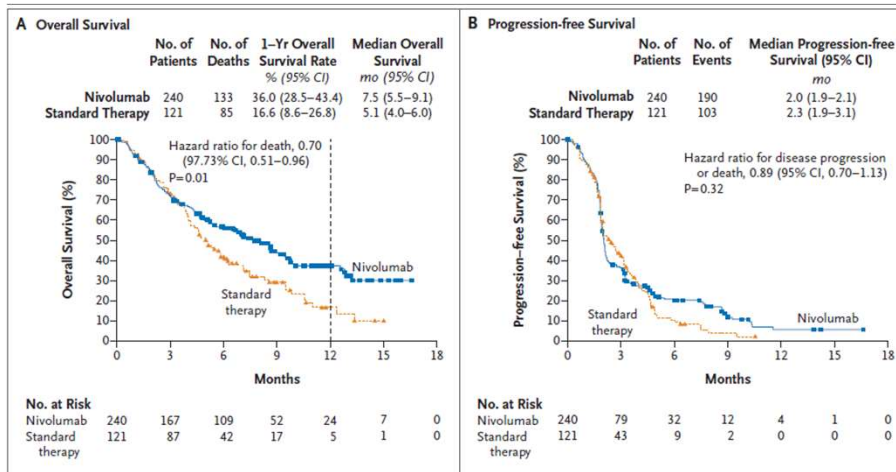 A Overall Survival
No. of Patients No. of Deaths 1–Yr Overall Survival Rate Median Overall Survival
% (95% CI) mo (95% CI)
Nivolumab 240 133 36.0 (28.5–43.4) 7.5 (5.5–9.1)
Standard Therapy 121 85 16.6 (8.6–26.8) 5.1 (4.0–6.0)
Hazard ratio for death, 0.70
(97.73% CI, 0.51–0.96)
P=0.01
Overall Survival (%)
100
90
80
70
60
50
40
30
20
10
0
Nivolumab
Standard
therapy
0 3 6 9 12 15 18
Months
No. at Risk
Nivolumab 240 167 109 52 24 7 0
Standard therapy 121 87 42 17 5 1 0
B Progression-free Survival
No. of Patients No. of Events Median Progression-free Survival (95% CI)
mo
Nivolumab 240 190 2.0 (1.9–2.1)
Standard Therapy 121 103 2.3 (1.9–3.1)
Hazard ratio for disease progression
or death, 0.89 (95% CI, 0.70–1.13)
P=0.32
Progression–free Survival (%)
100
90
80
70
60
50
40
30
20
10
0
Nivolumab
Standard
therapy
0 3 6 9 12 15 18
Months
No. at Risk
Nivolumab 240 79 32 12 4 1 0
Standard therapy 121 43 9 2 0 0 0